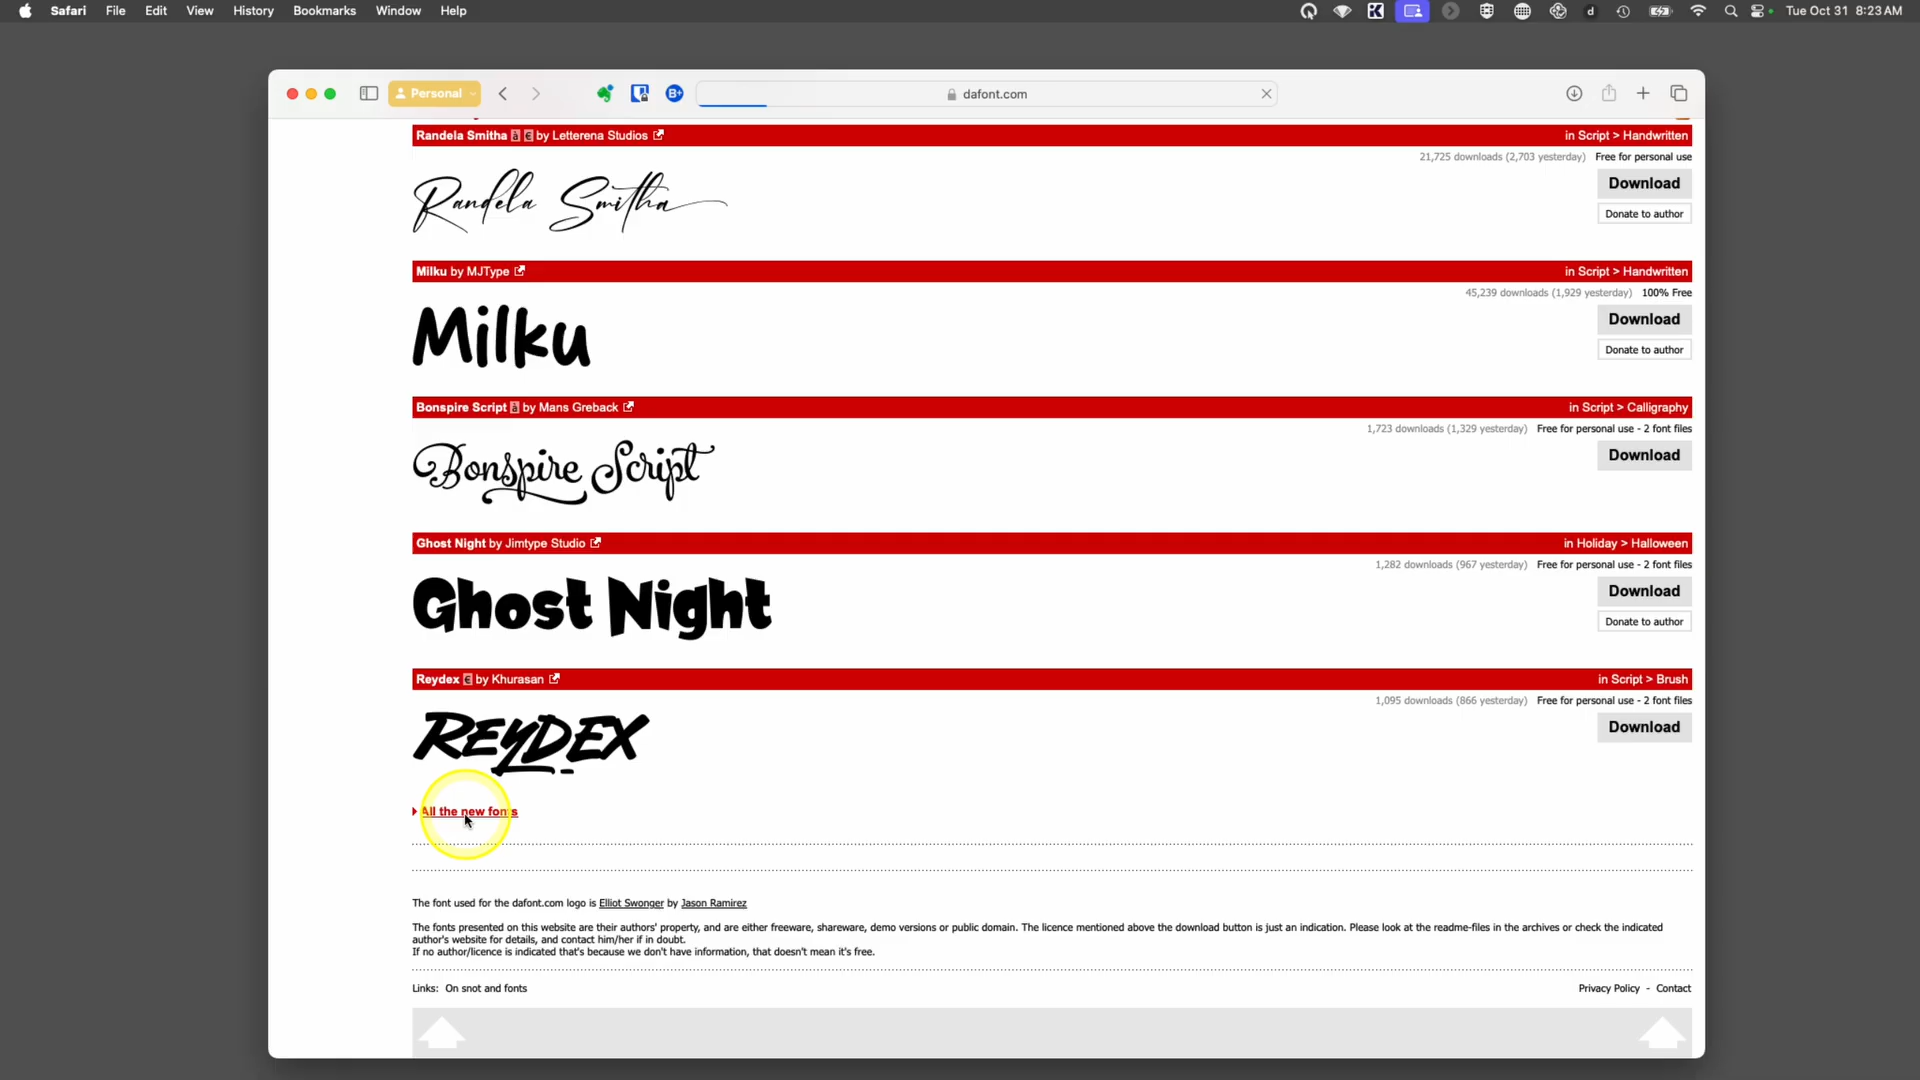 Safari File Edit View History Bookmarks Window Help Tue Oct 31 8:23 AM
Personal dafont.com
Randela Smitha à € by Letterena Studios in Script > Handwritten
21,725 downloads (2,703 yesterday) Free for personal use
Randela Smitha
Download
Donate to author
Milku by MJType in Script > Handwritten
45,239 downloads (1,929 yesterday) 100% Free
Milku
Download
Donate to author
Bonspire Script à by Mans Greback in Script > Calligraphy
1,723 downloads (1,329 yesterday) Free for personal use - 2 font files
Bonspire Script
Download
Ghost Night by Jimtype Studio in Holiday > Halloween
1,282 downloads (967 yesterday) Free for personal use - 2 font files
Ghost Night
Download
Donate to author
Reydex € by Khurasan in Script > Brush
1,095 downloads (866 yesterday) Free for personal use - 2 font files
REYDEX
Download
All the new fonts
The font used for the dafont.com logo is Elliot Swonger by Jason Ramirez
The fonts presented on this website are their authors' property, and are either freeware, shareware, demo versions or public domain. The licence mentioned above the download button is just an indication. Please look at the readme-files in the archives or check the indicated
author's website for details, and contact him/her if in doubt.
If no author/licence is indicated that's because we don't have information, that doesn't mean it's free.
Links: On snot and fonts Privacy Policy - Contact